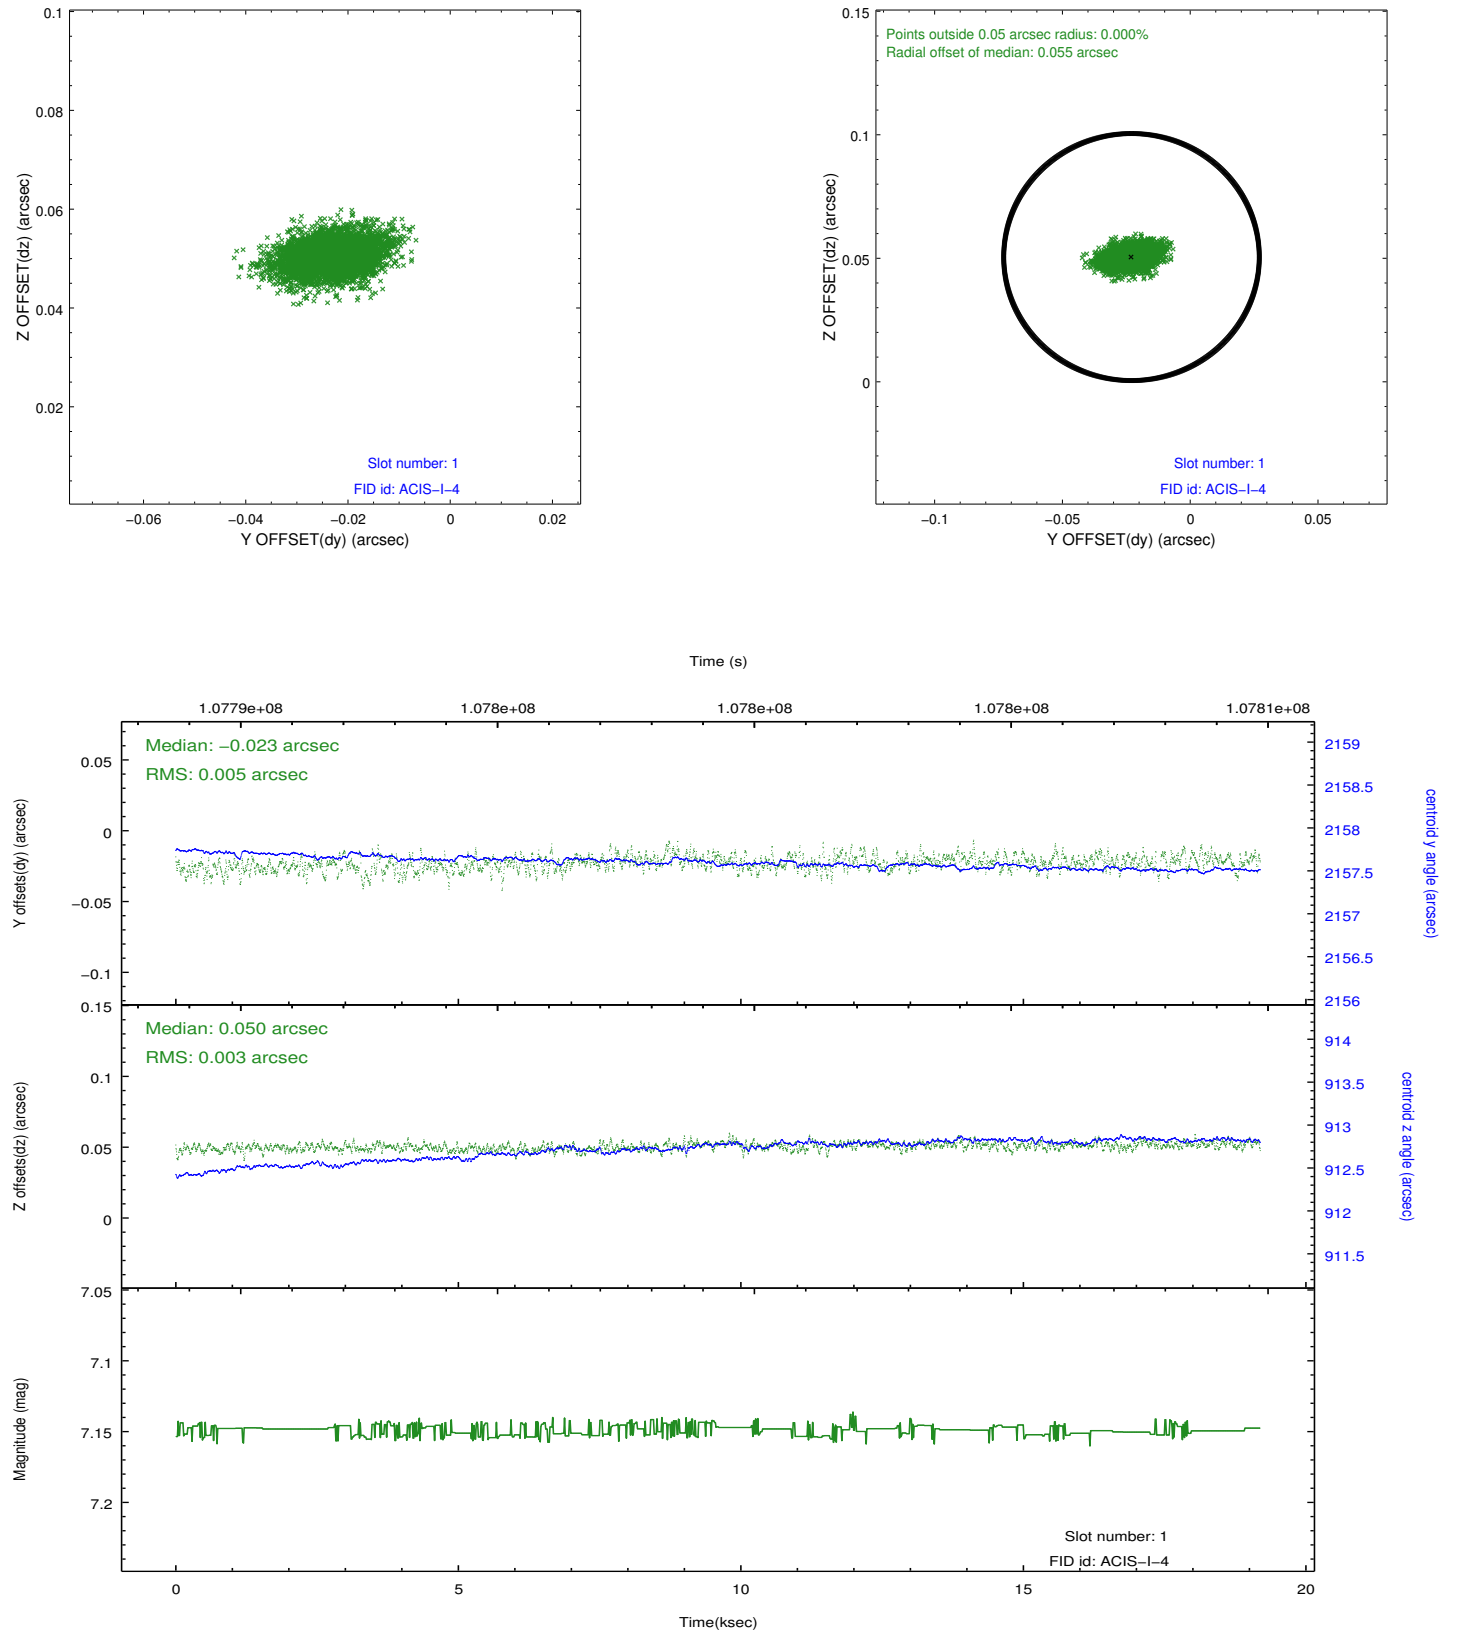 0.1
0.08
0.06
0.04
0.02
Z OFFSET(dz) (arcsec)
Slot number: 1
FID id: ACIS−I−4
−0.06 −0.04 −0.02 0 0.02
Y OFFSET(dy) (arcsec)
0.15
0.1
0.05
0
Z OFFSET(dz) (arcsec)
Points outside 0.05 arcsec radius: 0.000%
Radial offset of median: 0.055 arcsec
Slot number: 1
FID id: ACIS−I−4
−0.1 −0.05 0 0.05
Y OFFSET(dy) (arcsec)
Time (s)
1.0779e+08 1.078e+08 1.078e+08 1.078e+08 1.0781e+08
Median: −0.023 arcsec
RMS: 0.005 arcsec
0.05
0
−0.05
−0.1
Y offsets(dy) (arcsec)
2159
2158.5
2158
2157.5
2157
2156.5
2156
centroid y angle (arcsec)
Median: 0.050 arcsec
RMS: 0.003 arcsec
0.15
0.1
0.05
0
Z offsets(dz) (arcsec)
914
913.5
913
912.5
912
911.5
centroid z angle (arcsec)
7.05
7.1
7.15
7.2
Magnitude (mag)
Slot number: 1
FID id: ACIS−I−4
0 5 10 15 20
Time(ksec)